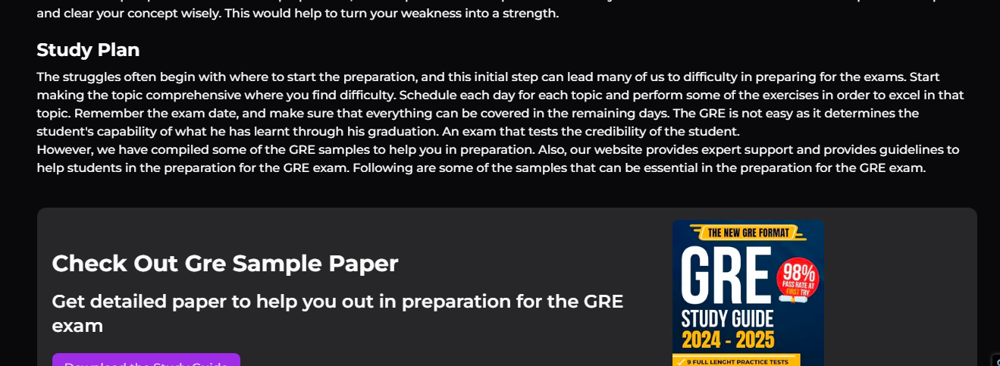 and clear your concept wisely. This would help to turn your weakness into a strength.
Study Plan
The struggles often begin with where to start the preparation, and this initial step can lead many of us to difficulty in preparing for the exams. Start
making the topic comprehensive where you find difficulty. Schedule each day for each topic and perform some of the exercises in order to excel in that
topic. Remember the exam date, and make sure that everything can be covered in the remaining days. The GRE is not easy as it determines the
student's capability of what he has learnt through his graduation. An exam that tests the credibility of the student.
However, we have compiled some of the GRE samples to help you in preparation. Also, our website provides expert support and provides guidelines to
help students in the preparation for the GRE exam. Following are some of the samples that can be essential in the preparation for the GRE exam.
Check Out Gre Sample Paper
Get detailed paper to help you out in preparation for the GRE
exam
Download the Study Guide
THE NEW GRE FORMAT
GRE
98%
PASS RATE AT
FIRST TRY
STUDY GUIDE
2024 - 2025
9 FULL LENGHT PRACTICE TESTS